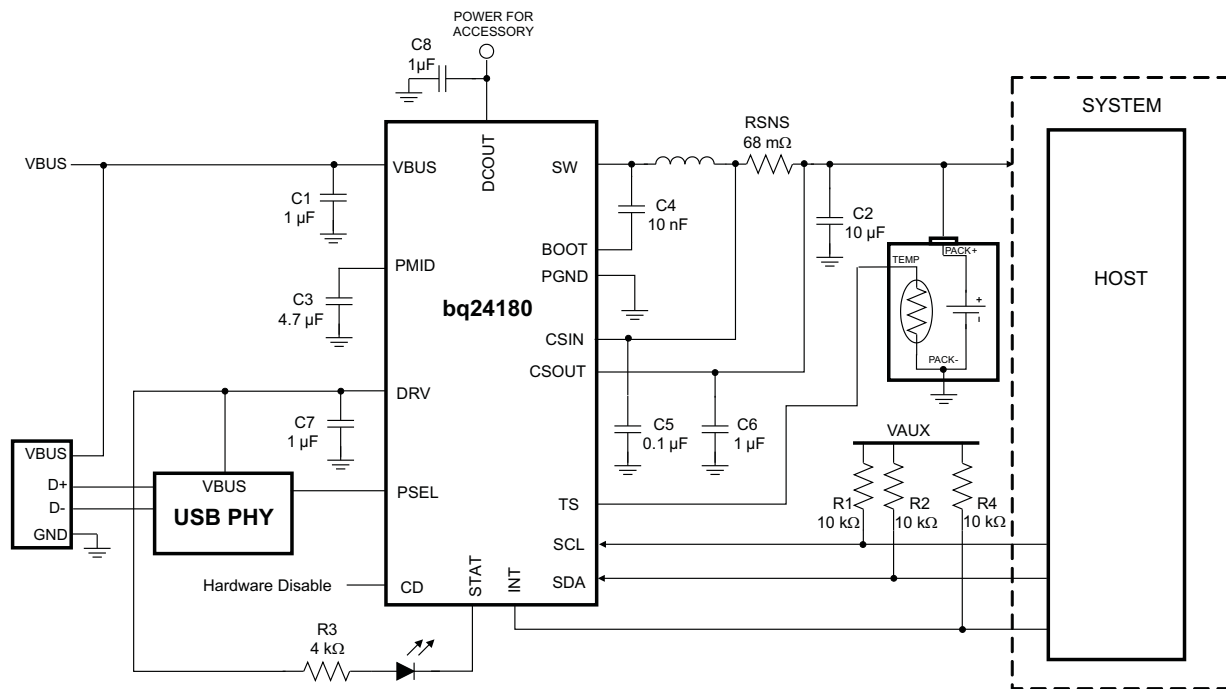 POWER FOR
ACCESSORY
C8
1µF
SYSTEM
HOST
VBUS
C1
1 µF
VBUS
DCOUT
SW
RSNS
68 mΩ
C4
10 nF
C2
10 µF
BOOT
PGND
PMID
C3
4.7 µF
bq24180
TEMP
PACK+
+
-
PACK-
CSIN
CSOUT
DRV
C7
1 µF
C5
0.1 µF
C6
1 µF
VAUX
R1
10 kΩ
R2
10 kΩ
R4
10 kΩ
VBUS
D+
D-
GND
VBUS
USB PHY
PSEL
TS
SCL
SDA
Hardware Disable
CD
STAT
INT
R3
4 kΩ